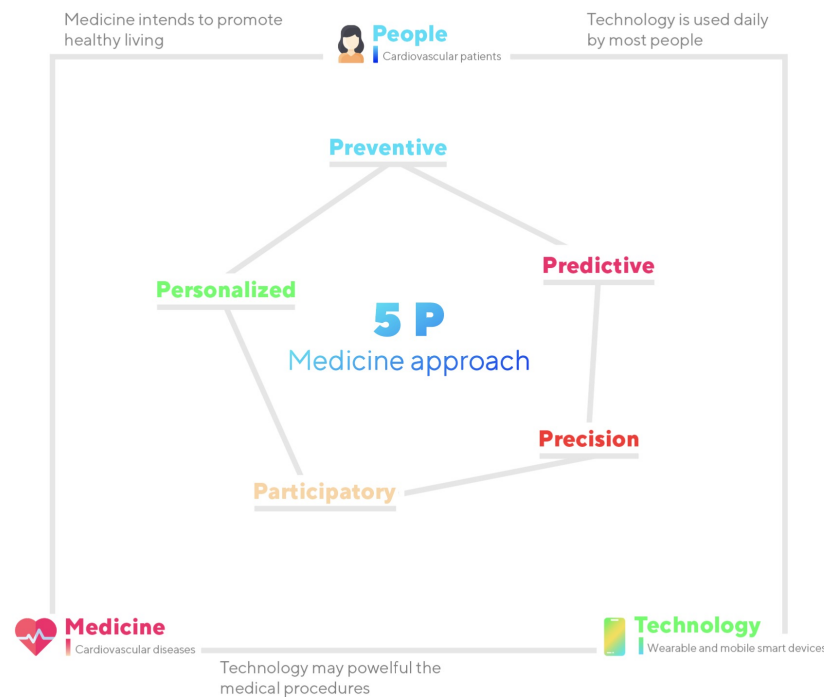 Medicine intends to promote
healthy living
People
Cardiovascular patients
Technology is used daily
by most people
Preventive
Predictive
Personalized
5 P
Medicine approach
Precision
Participatory
Medicine
Cardiovascular diseases
Technology
Wearable and mobile smart devices
Technology may powelful the
medical procedures